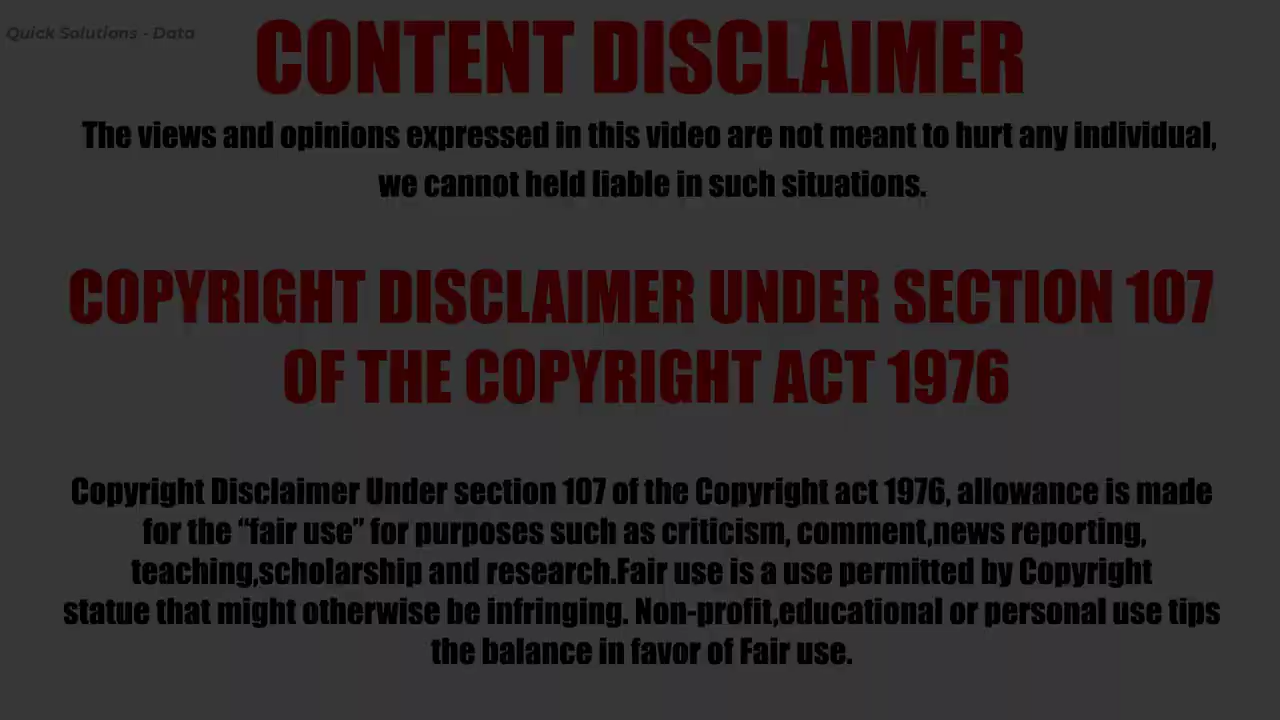 Quick Solutions - Data
CONTENT DISCLAIMER
The views and opinions expressed in this video are not meant to hurt any individual,
we cannot held liable in such situations.
COPYRIGHT DISCLAIMER UNDER SECTION 107
OF THE COPYRIGHT ACT 1976
Copyright Disclaimer Under section 107 of the Copyright act 1976, allowance is made
for the “fair use” for purposes such as criticism, comment,news reporting,
teaching,scholarship and research.Fair use is a use permitted by Copyright
statue that might otherwise be infringing. Non-profit,educational or personal use tips
the balance in favor of Fair use.